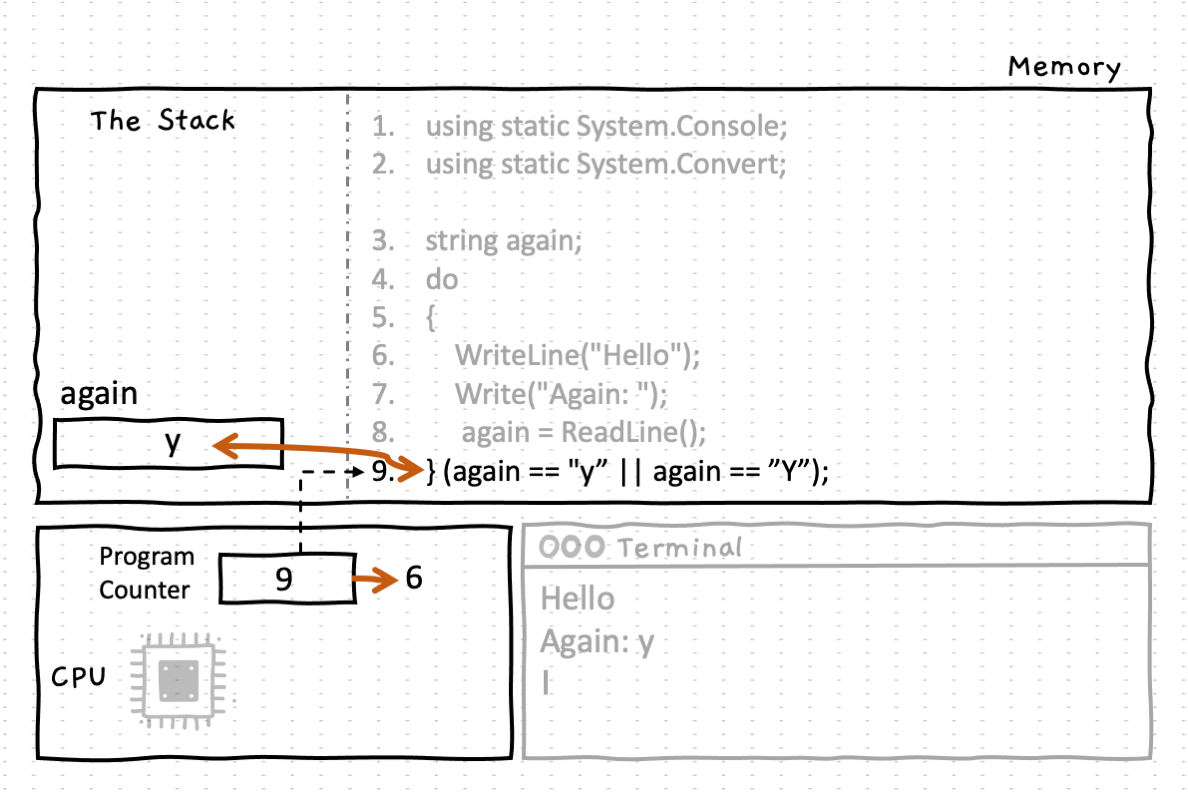 Memory
The Stack
1. using static System.Console;
2. using static System.Convert;
3. string again;
4. do
5. {
6. WriteLine("Hello");
7. Write("Again: ");
8. again = ReadLine();
9. } (again == "y” || again == ”Y”);
again
y
Program
Counter
9
6
CPU
Terminal
Hello
Again: y
|